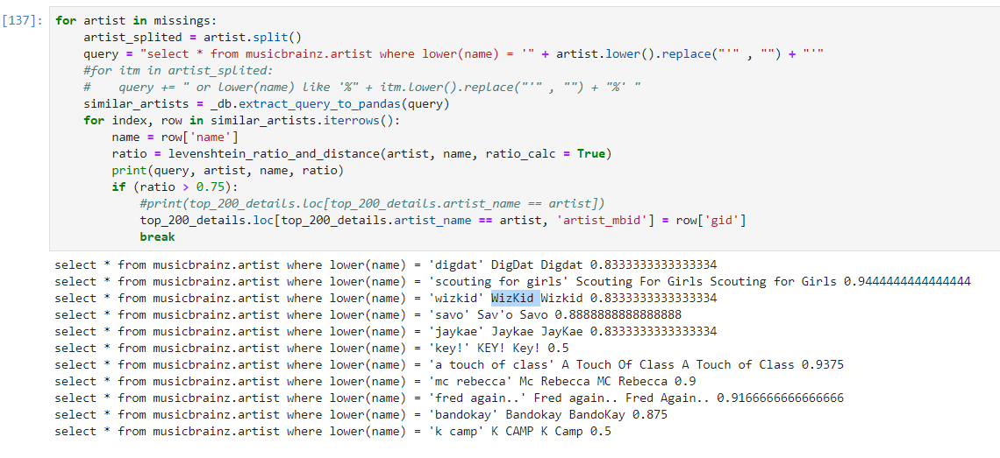 [137]: for artist in missings:
artist_splited = artist.split()
query = "select * from musicbrainz.artist where lower(name) = '" + artist.lower().replace("'" , "") + "'"
#for itm in artist_splited:
#    query += " or lower(name) like '%" + itm.lower().replace("'" , "") + "%' "
similar_artists = _db.extract_query_to_pandas(query)
for index, row in similar_artists.iterrows():
name = row['name']
ratio = levenshtein_ratio_and_distance(artist, name, ratio_calc = True)
print(query, artist, name, ratio)
if (ratio > 0.75):
#print(top_200_details.loc[top_200_details.artist_name == artist])
top_200_details.loc[top_200_details.artist_name == artist, 'artist_mbid'] = row['gid']
break
select * from musicbrainz.artist where lower(name) = 'digdat' DigDat Digdat 0.8333333333333334
select * from musicbrainz.artist where lower(name) = 'scouting for girls' Scouting For Girls Scouting for Girls 0.9444444444444444
select * from musicbrainz.artist where lower(name) = 'wizkid' WizKid Wizkid 0.8333333333333334
select * from musicbrainz.artist where lower(name) = 'savo' Sav'o Savo 0.8888888888888888
select * from musicbrainz.artist where lower(name) = 'jaykae' Jaykae JayKae 0.8333333333333334
select * from musicbrainz.artist where lower(name) = 'key!' KEY! Key! 0.5
select * from musicbrainz.artist where lower(name) = 'a touch of class' A Touch Of Class A Touch of Class 0.9375
select * from musicbrainz.artist where lower(name) = 'mc rebecca' Mc Rebecca MC Rebecca 0.9
select * from musicbrainz.artist where lower(name) = 'fred again..' Fred again.. Fred Again.. 0.9166666666666666
select * from musicbrainz.artist where lower(name) = 'bandokay' Bandokay BandoKay 0.875
select * from musicbrainz.artist where lower(name) = 'k camp' K CAMP K Camp 0.5